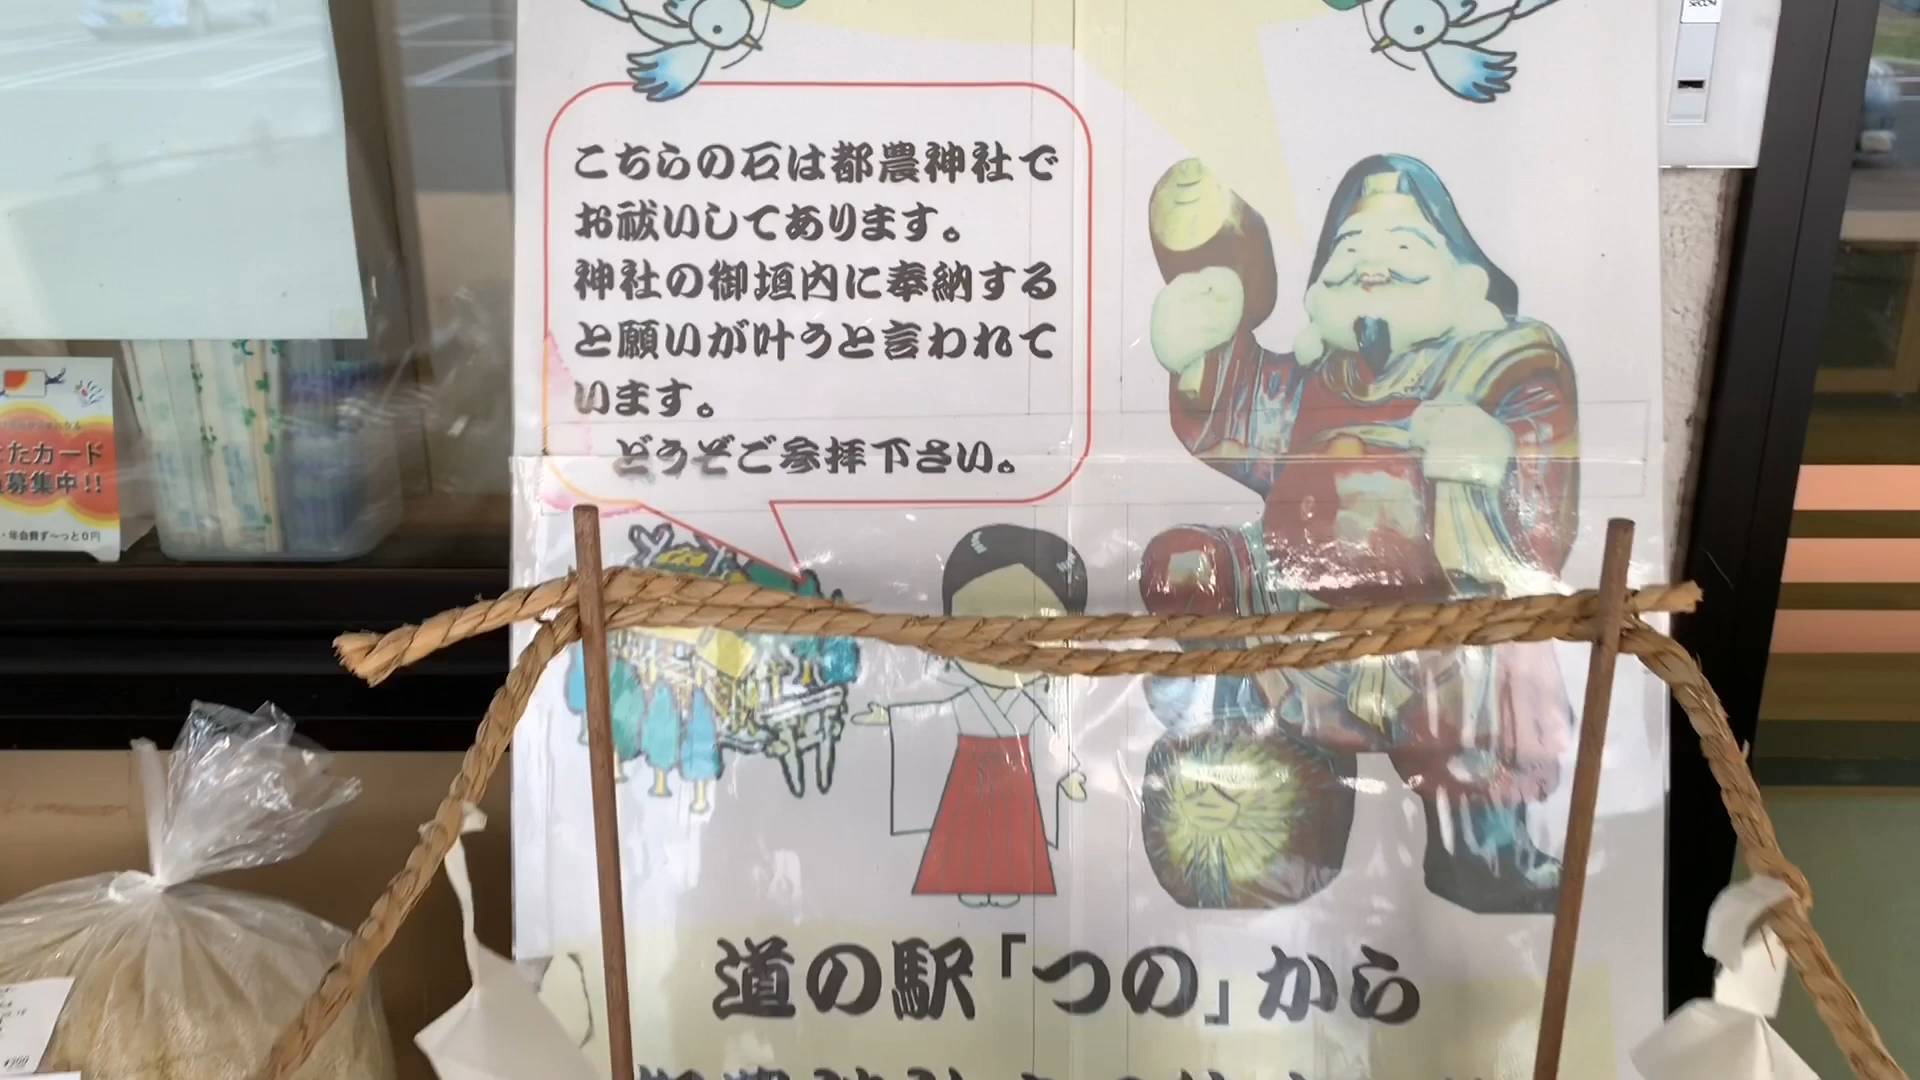 こちらの石は都農神社で
お祓いしてあります。
神社の御垣内に奉納する
と願いが叶うと言われて
います。
どうぞご参拝下さい。
道の駅「つの」から
たカード
募集中!!
・年会費ず〜っと0円
SECOM